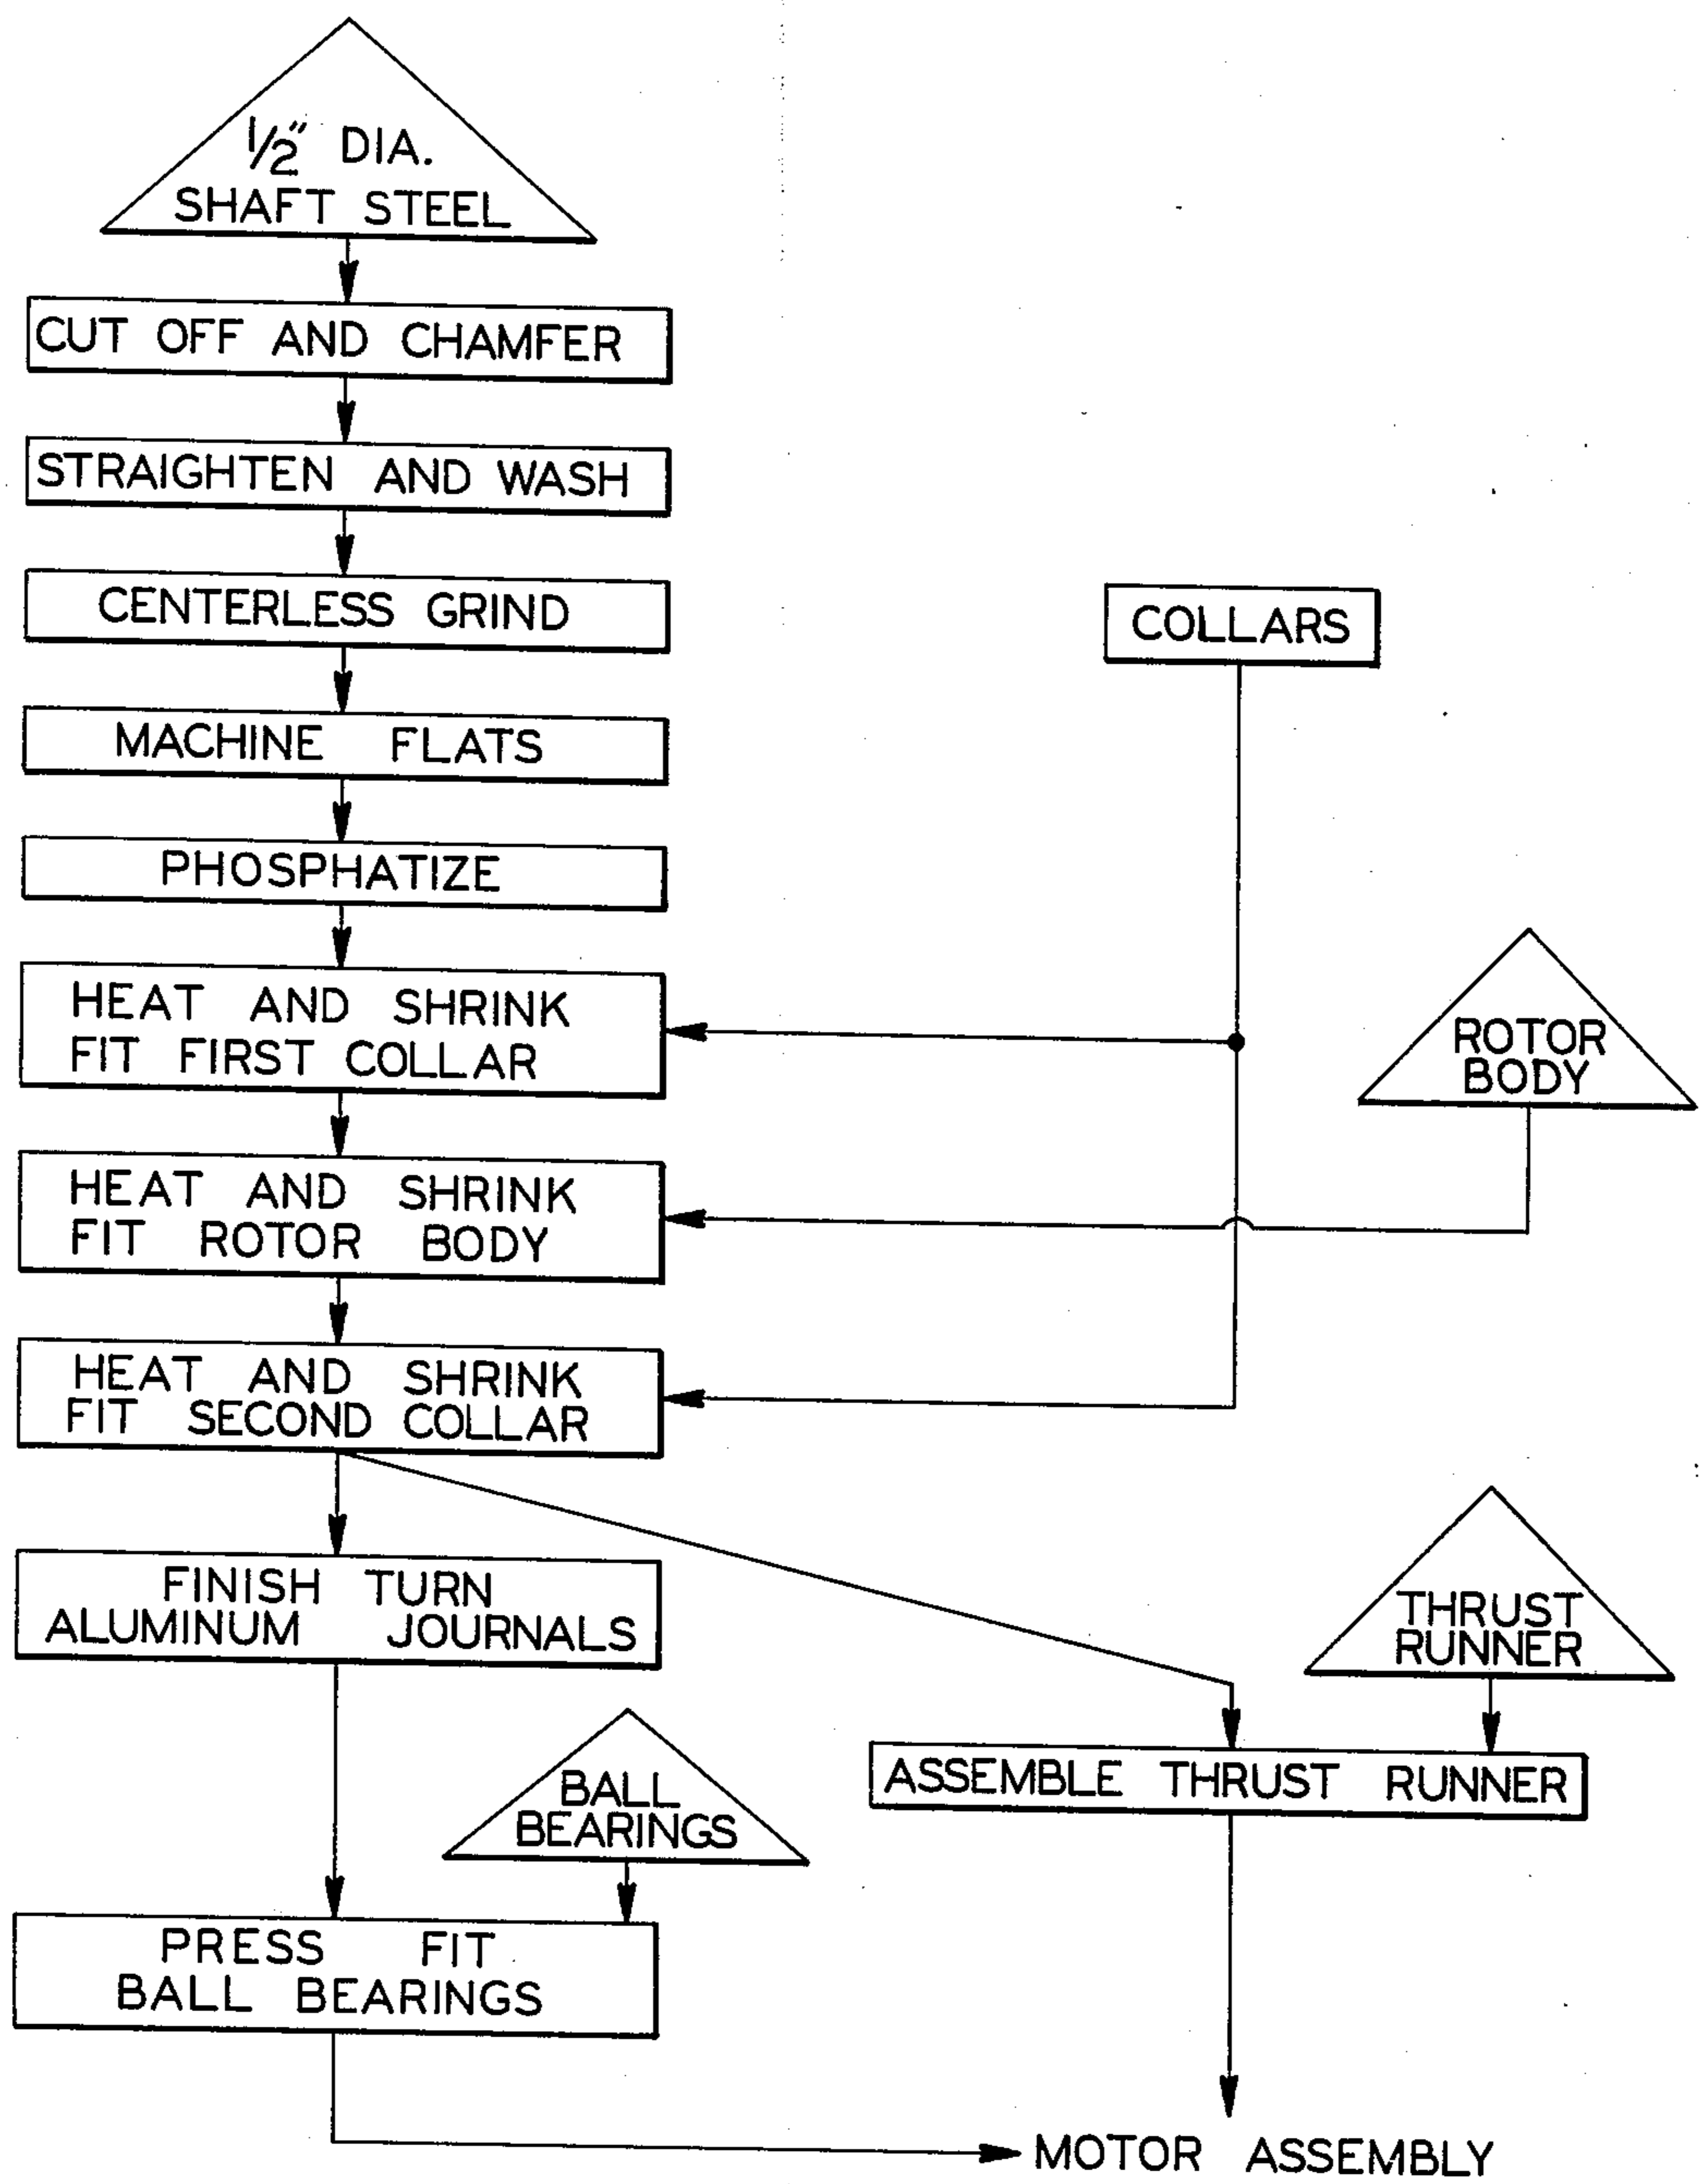 1/2" DIA.
SHAFT STEEL
CUT OFF AND CHAMFER
STRAIGHTEN AND WASH
CENTERLESS GRIND
COLLARS
MACHINE FLATS
PHOSPHATIZE
HEAT AND SHRINK
FIT FIRST COLLAR
ROTOR
BODY
HEAT AND SHRINK
FIT ROTOR BODY
HEAT AND SHRINK
FIT SECOND COLLAR
FINISH TURN
ALUMINUM JOURNALS
THRUST
RUNNER
BALL
BEARINGS
ASSEMBLE THRUST RUNNER
PRESS FIT
BALL BEARINGS
MOTOR ASSEMBLY